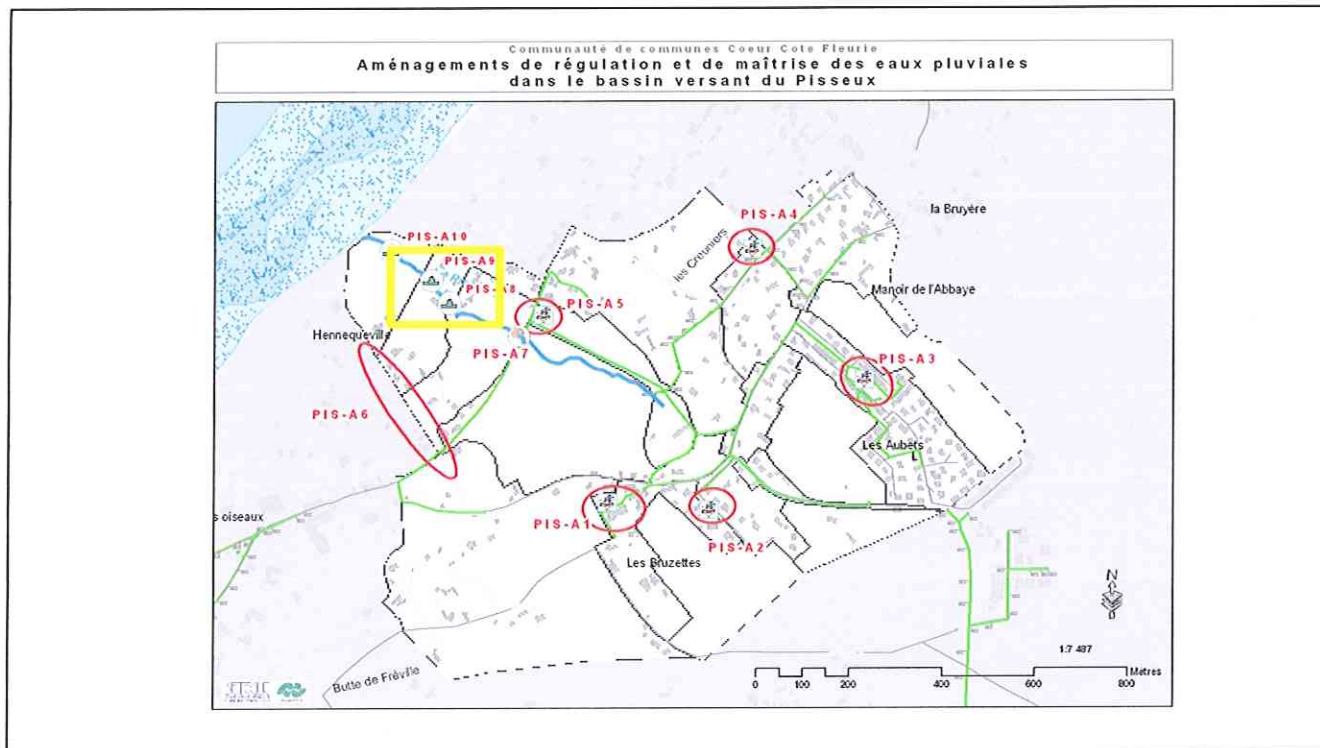 Communauté de communes Coeur Cote Fleurie
Aménagements de régulation et de maîtrise des eaux pluviales
dans le bassin versant du Pisseux
PIS-A4
la Bruyère
PIS-A10
PIS-A9
les Creuniers
PIS-A8
Manoir de l'Abbaye
PIS-A5
Hennequeville
PIS-A7
PIS-A3
PIS-A6
Les Aubets
s oiseaux
PIS-A1
PIS-A2
Les Bruzettes
N
1:7 487
Butte de Fréville
Mètres
0 100 200 400 600 800